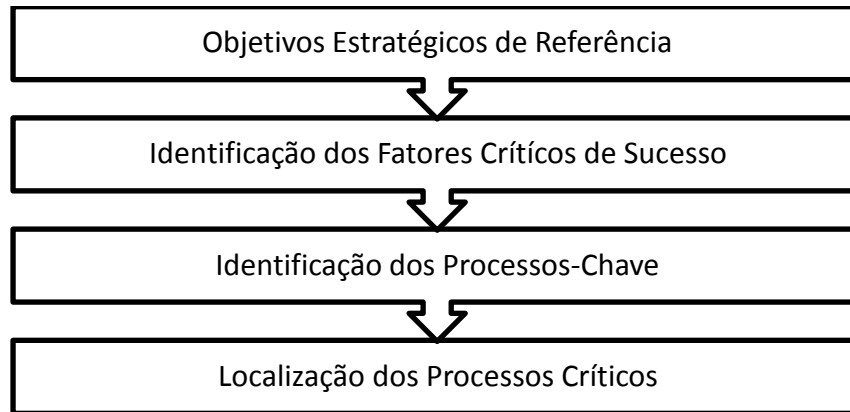 Objetivos Estratégicos de Referência
Identificação dos Fatores Crítícos de Sucesso
Identificação dos Processos-Chave
Localização dos Processos Críticos